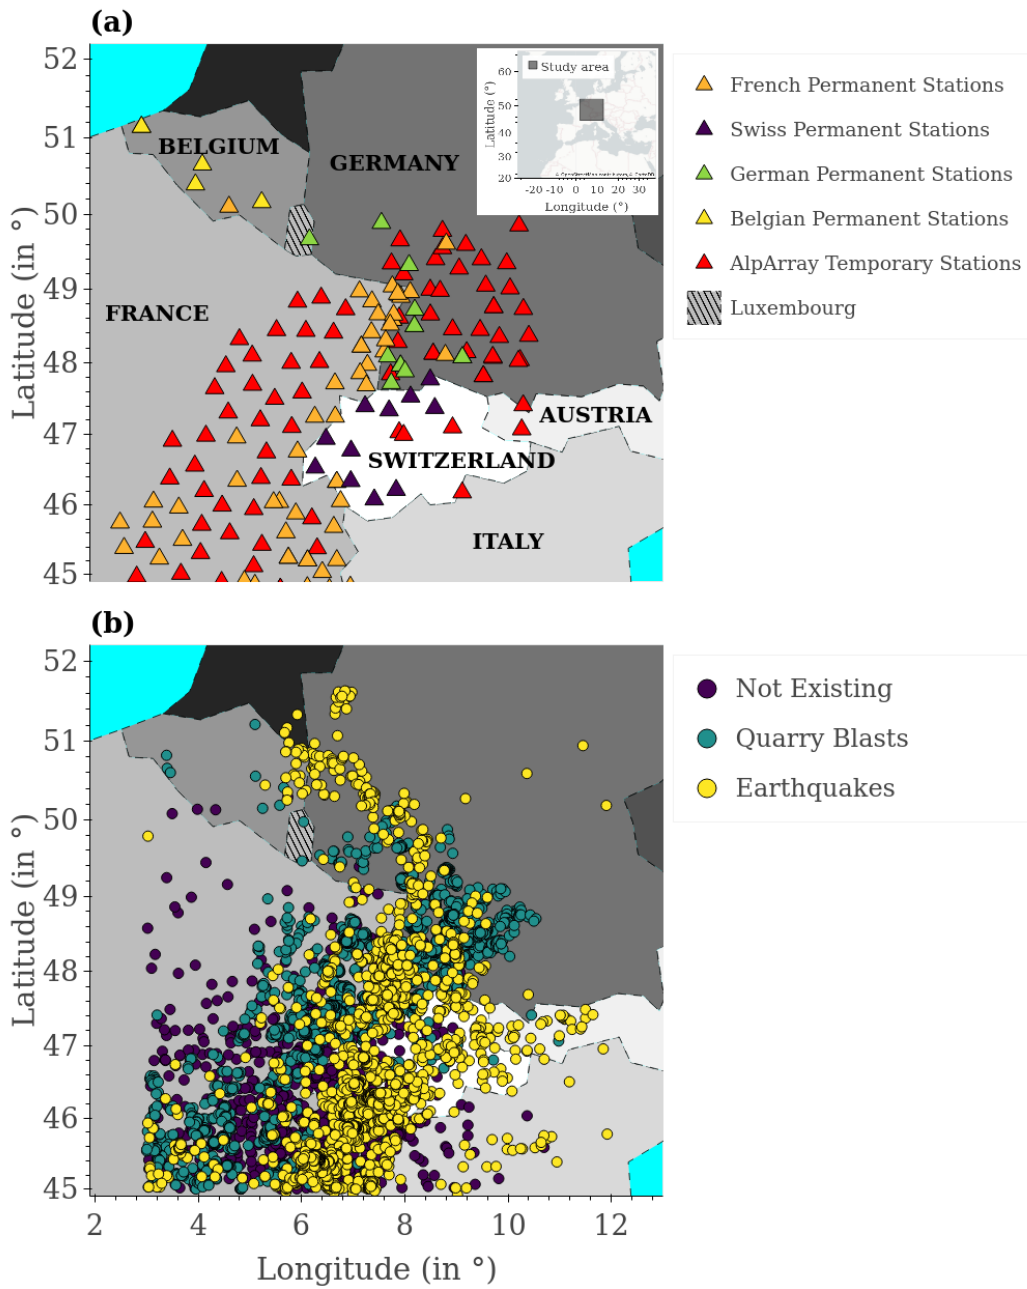 (a)
52
51
50
49
48
47
46
45
Latitude (in °)
BELGIUM
GERMANY
FRANCE
AUSTRIA
SWITZERLAND
ITALY
Study area
60
50
40
30
20
Latitude (°)
-20 -10 0 10 20 30
Longitude (°)
French Permanent Stations
Swiss Permanent Stations
German Permanent Stations
Belgian Permanent Stations
AlpArray Temporary Stations
Luxembourg
(b)
52
51
50
49
48
47
46
45
Latitude (in °)
2 4 6 8 10 12
Longitude (in °)
Not Existing
Quarry Blasts
Earthquakes